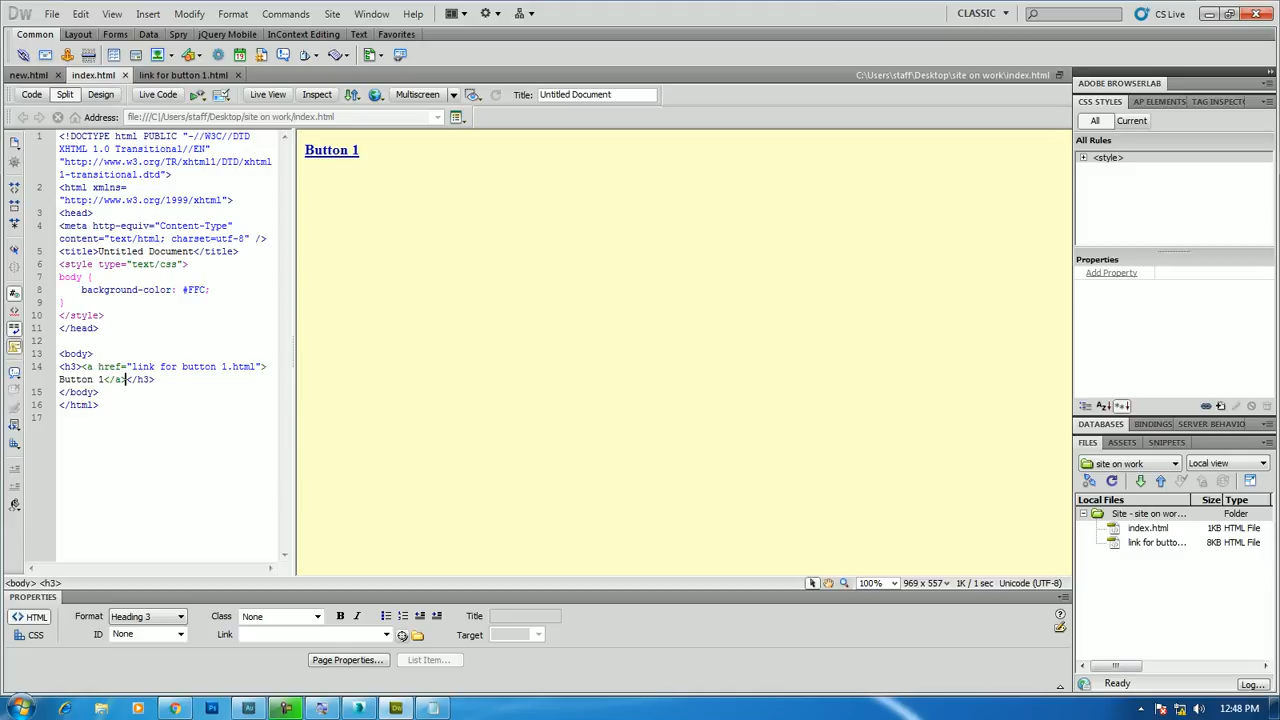 Dw File Edit View Insert Modify Format Commands Site Window Help CLASSIC CS Live
Common Layout Forms Data Spry jQuery Mobile InContext Editing Text Favorites
new.html index.html link for button 1.html C:\Users\staff\Desktop\site on work\index.html
Code Split Design Live Code Live View Inspect Multiscreen Title: Untitled Document
Address: file:///C|/Users/staff/Desktop/site on work/index.html
1 <!DOCTYPE html PUBLIC "-//W3C//DTD
XHTML 1.0 Transitional//EN"
"http://www.w3.org/TR/xhtml1/DTD/xhtml
1-transitional.dtd">
2 <html xmlns=
"http://www.w3.org/1999/xhtml">
3 <head>
4 <meta http-equiv="Content-Type"
content="text/html; charset=utf-8" />
5 <title>Untitled Document</title>
6 <style type="text/css">
7 body {
8 background-color: #FFC;
9 }
10 </style>
11 </head>
12
13 <body>
14 <h3><a href="link for button 1.html">
Button 1</a></h3>
15 </body>
16 </html>
17
Button 1
ADOBE BROWSERLAB
CSS STYLES AP ELEMENTS TAG INSPECT
All Current
All Rules
<style>
Properties
Add Property
DATABASES BINDINGS SERVER BEHAVIO
FILES ASSETS SNIPPETS
site on work Local view
Local Files Size Type
Site - site on wor... Folder
index.html 1KB HTML File
link for butto... 8KB HTML File
<body> <h3> 100% 969 x 557 1K / 1 sec Unicode (UTF-8)
PROPERTIES
HTML Format Heading 3 Class None B I Title
CSS ID None Link Target
Page Properties... List Item...
Ready Log...
12:48 PM